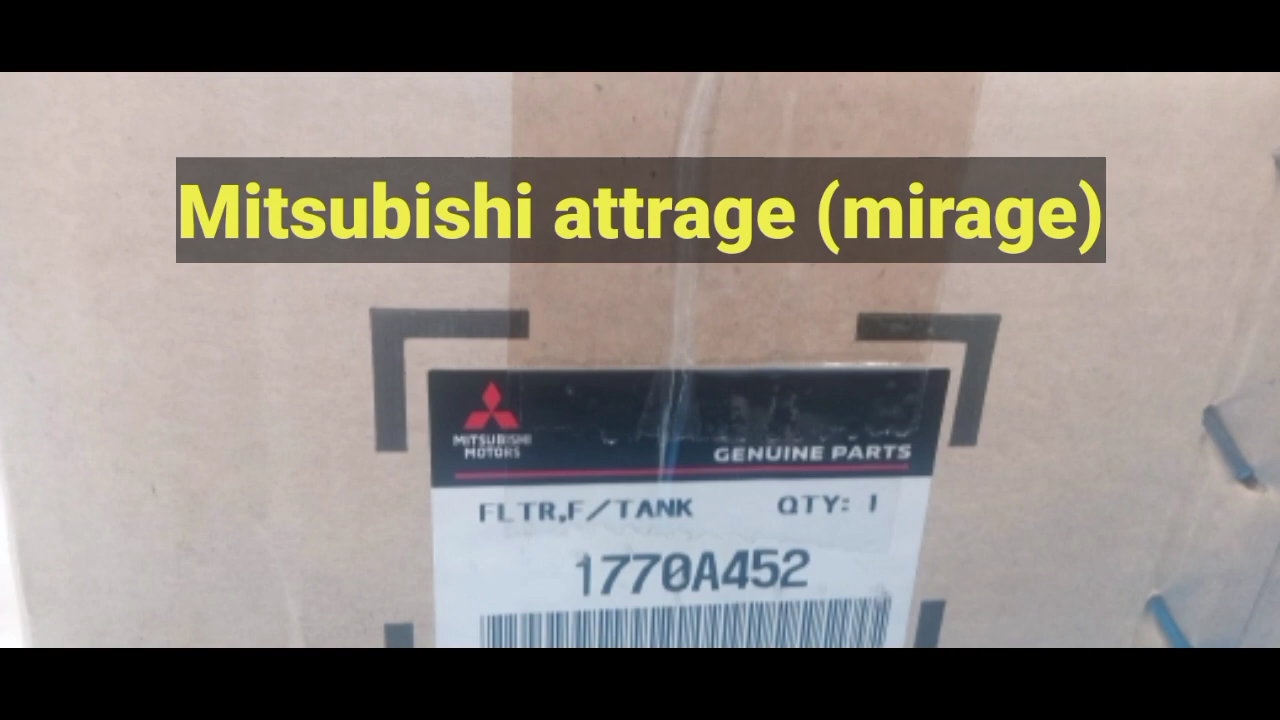 Mitsubishi attrage (mirage)
MITSUBISHI
MOTORS
GENUINE PARTS
FLTR,F/TANK QTY: 1
1770A452